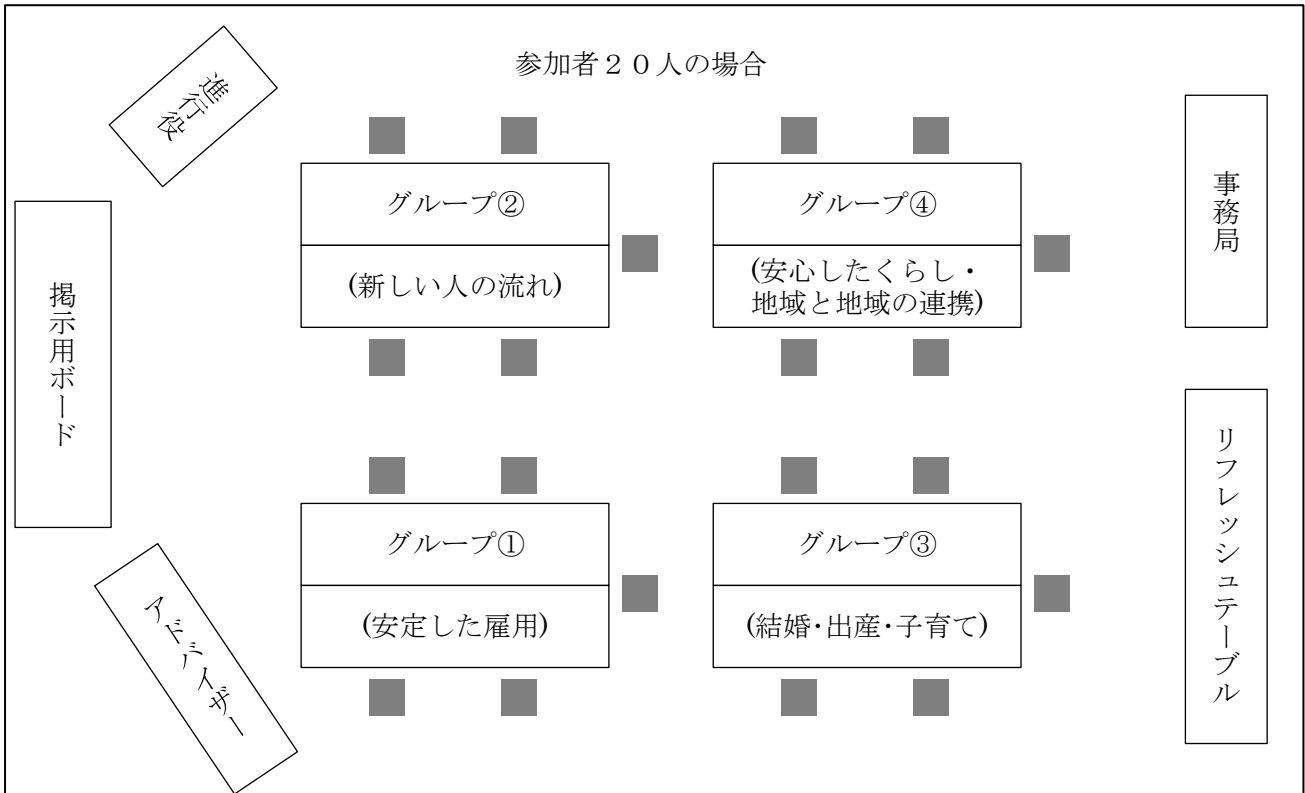 参加者２０人の場合
進行役
掲示用ボード
アドバイザー
グループ②
(新しい人の流れ)
グループ④
(安心したくらし・
地域と地域の連携)
グループ①
(安定した雇用)
グループ③
(結婚・出産・子育て)
事務局
リフレッシュテーブル